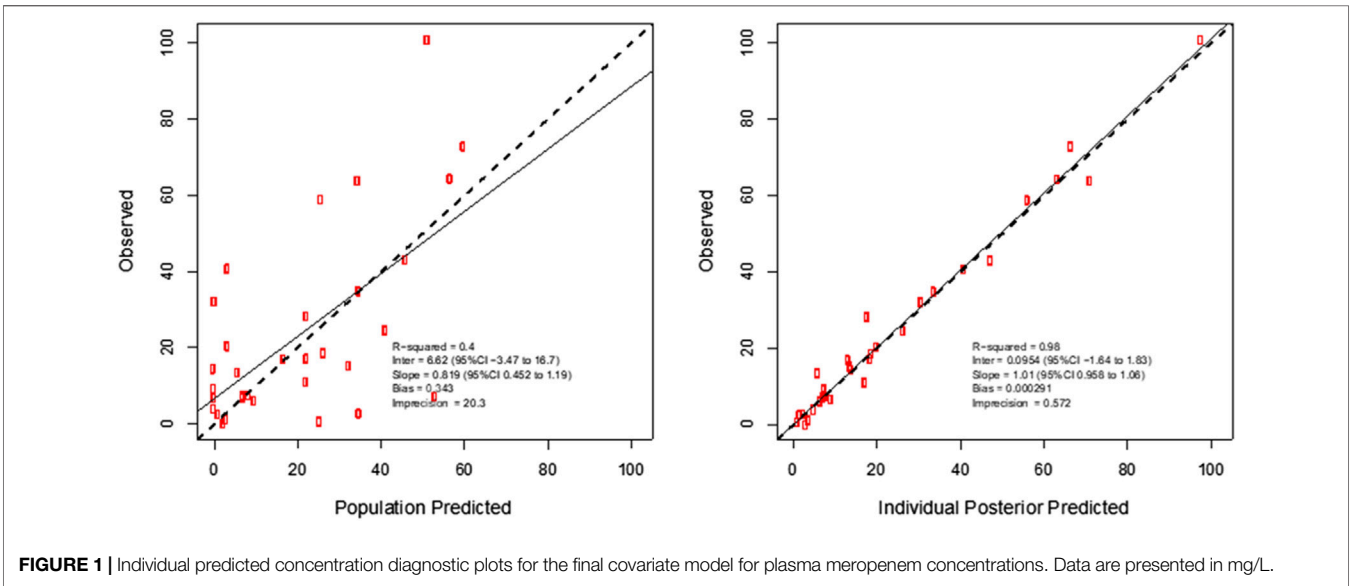 100
80
60
40
20
0
Observed
0 20 40 60 80 100
Population Predicted
R-squared = 0.4
Inter = 6.62 (95%CI −3.47 to 16.7)
Slope = 0.819 (95%CI 0.452 to 1.19)
Bias = 0.343
Imprecision = 20.3
100
80
60
40
20
0
Observed
0 20 40 60 80 100
Individual Posterior Predicted
R-squared = 0.98
Inter = 0.0954 (95%CI −1.64 to 1.83)
Slope = 1.01 (95%CI 0.958 to 1.06)
Bias = 0.000291
Imprecision = 0.572
FIGURE 1 | Individual predicted concentration diagnostic plots for the final covariate model for plasma meropenem concentrations. Data are presented in mg/L.